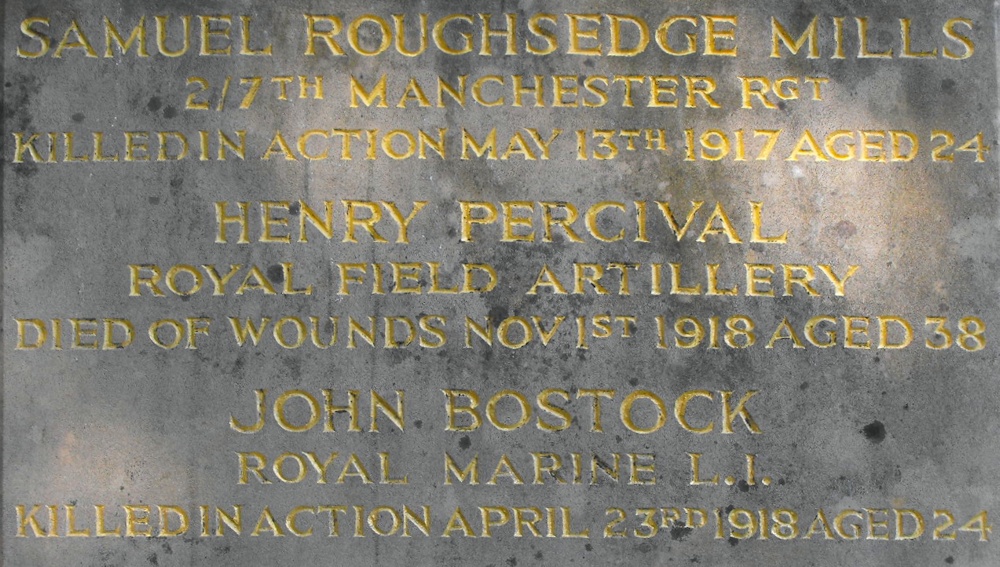 SAMUEL ROUGHSEDGE MILLS
2/7TH MANCHESTER RGT
KILLED IN ACTION MAY 13TH 1917 AGED 24
HENRY PERCIVAL
ROYAL FIELD ARTILLERY
DIED OF WOUNDS NOV 1ST 1918 AGED 38
JOHN BOSTOCK
ROYAL MARINE L.I.
KILLED IN ACTION APRIL 23RD 1918 AGED 24